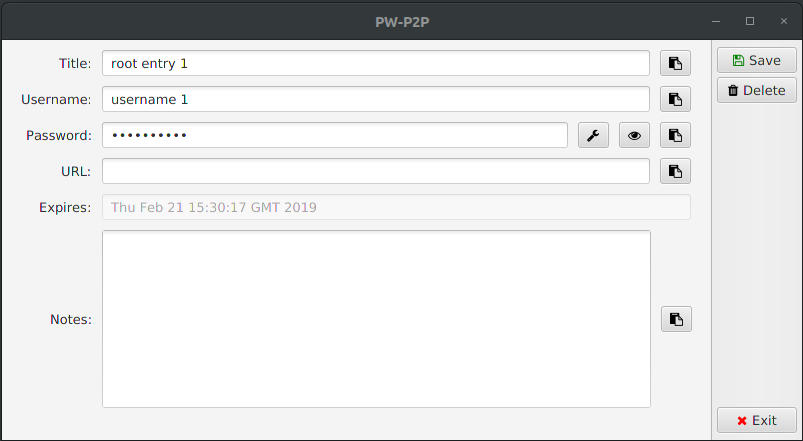 PW-P2P
Title: root entry 1
Save
Delete
Username: username 1
Password: ••••••••••
URL:
Expires: Thu Feb 21 15:30:17 GMT 2019
Notes:
Exit